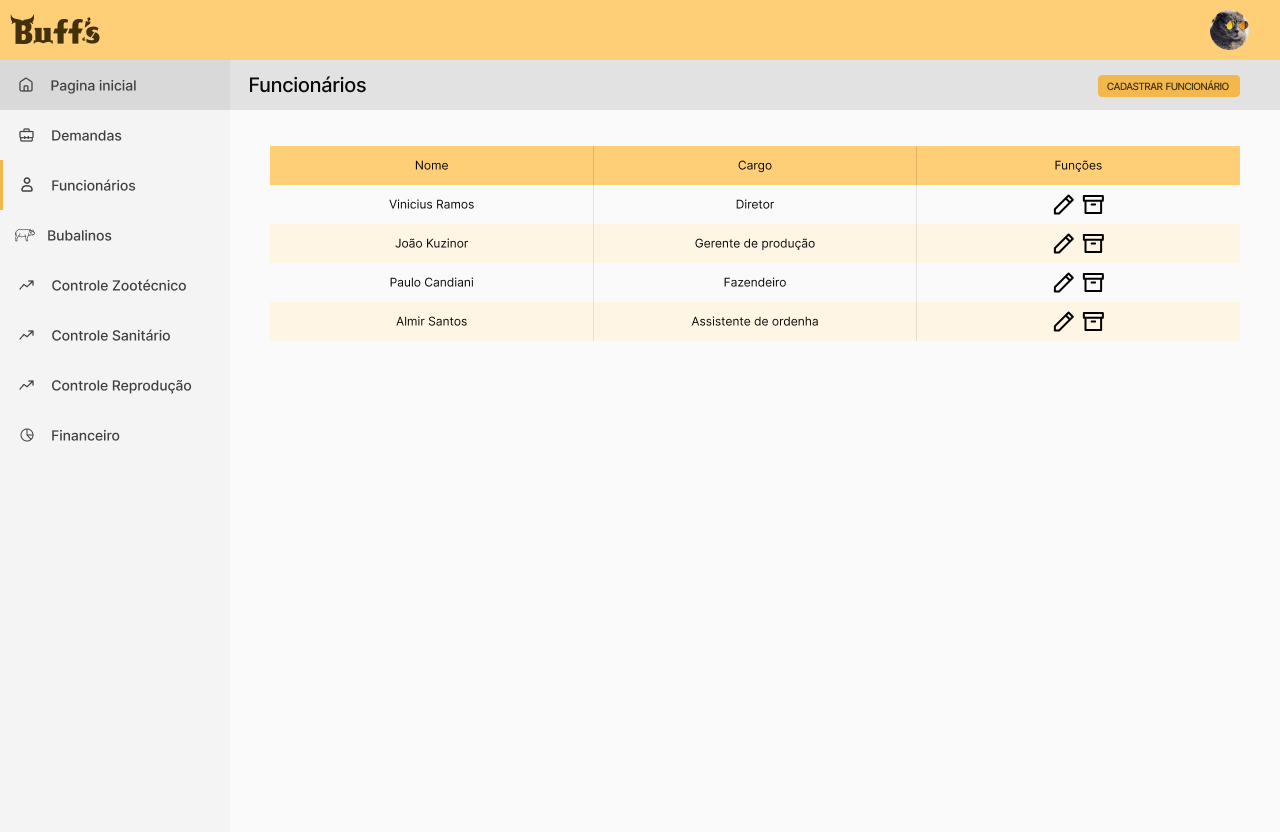 Buff's
Pagina inicial
Demandas
Funcionários
Bubalinos
Controle Zootécnico
Controle Sanitário
Controle Reprodução
Financeiro
Funcionários
CADASTRAR FUNCIONÁRIO
Nome Cargo Funções
Vinicius Ramos Diretor
João Kuzinor Gerente de produção
Paulo Candiani Fazendeiro
Almir Santos Assistente de ordenha